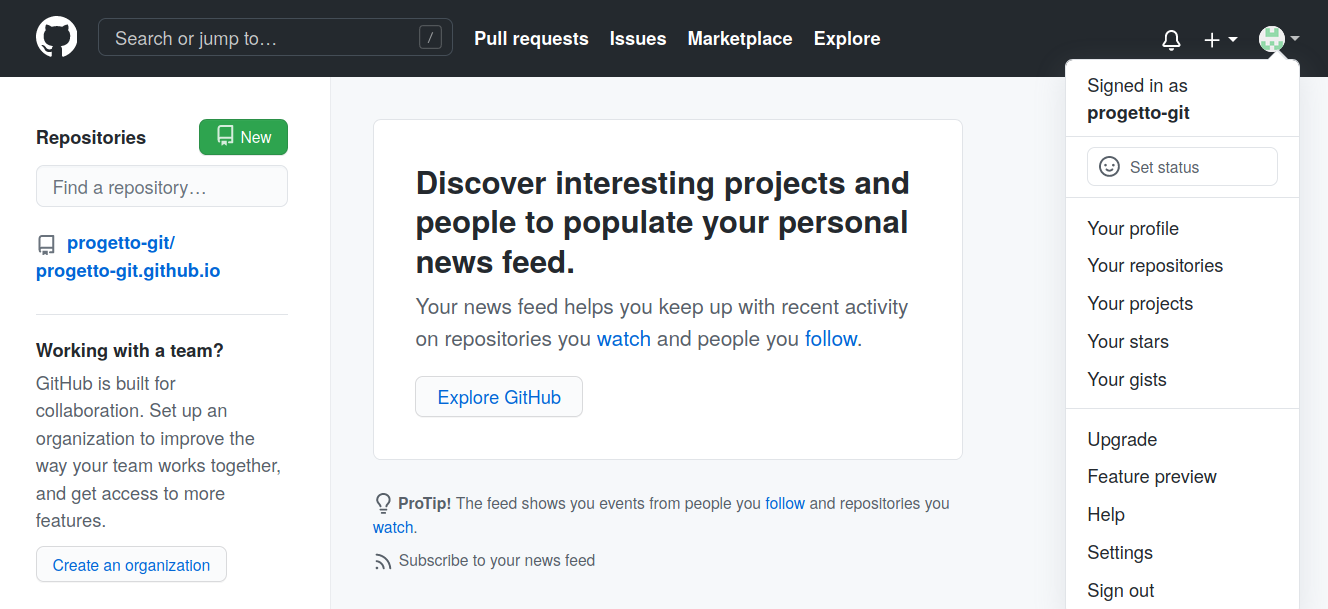 Search or jump to…
/
Pull requests
Issues
Marketplace
Explore
Repositories
New
Find a repository…
progetto-git/
progetto-git.github.io
Working with a team?
GitHub is built for
collaboration. Set up an
organization to improve the
way your team works together,
and get access to more
features.
Create an organization
Discover interesting projects and
people to populate your personal
news feed.
Your news feed helps you keep up with recent activity
on repositories you watch and people you follow.
Explore GitHub
ProTip! The feed shows you events from people you follow and repositories you
watch.
Subscribe to your news feed
Signed in as
progetto-git
Set status
Your profile
Your repositories
Your projects
Your stars
Your gists
Upgrade
Feature preview
Help
Settings
Sign out